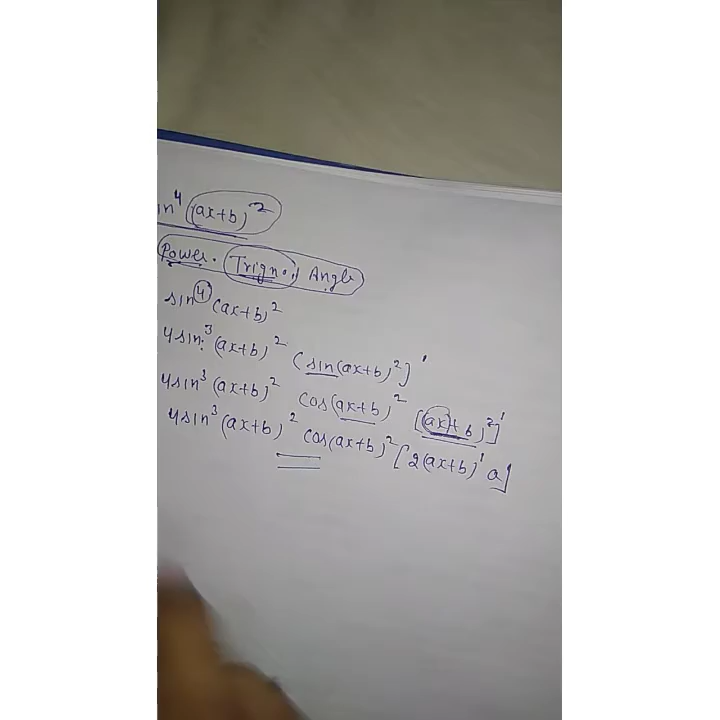 in⁴ (ax+b)²
Power. Trigno., Angle
sin⁴ (ax+b)²
4sin³ (ax+b)² (sin(ax+b)²)'
4sin³ (ax+b)² cos(ax+b)² [(ax+b)²]'
4sin³ (ax+b)² cos(ax+b)² [2(ax+b)' a]